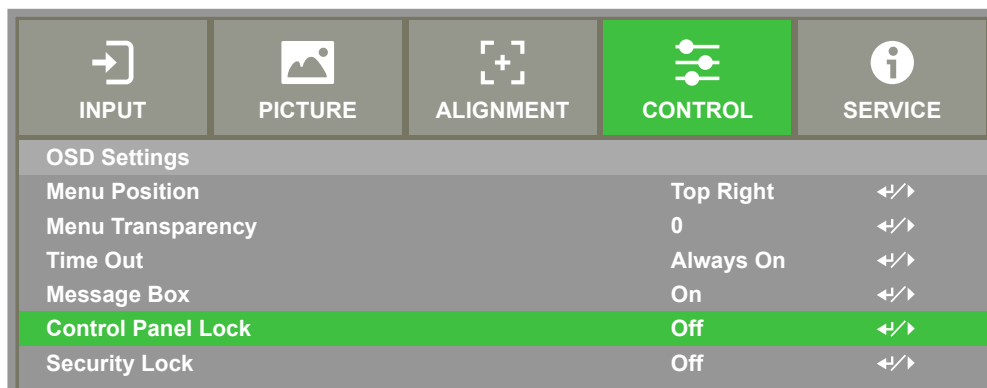 INPUT PICTURE ALIGNMENT CONTROL SERVICE
OSD Settings
Menu Position Top Right
Menu Transparency 0
Time Out Always On
Message Box On
Control Panel Lock Off
Security Lock Off